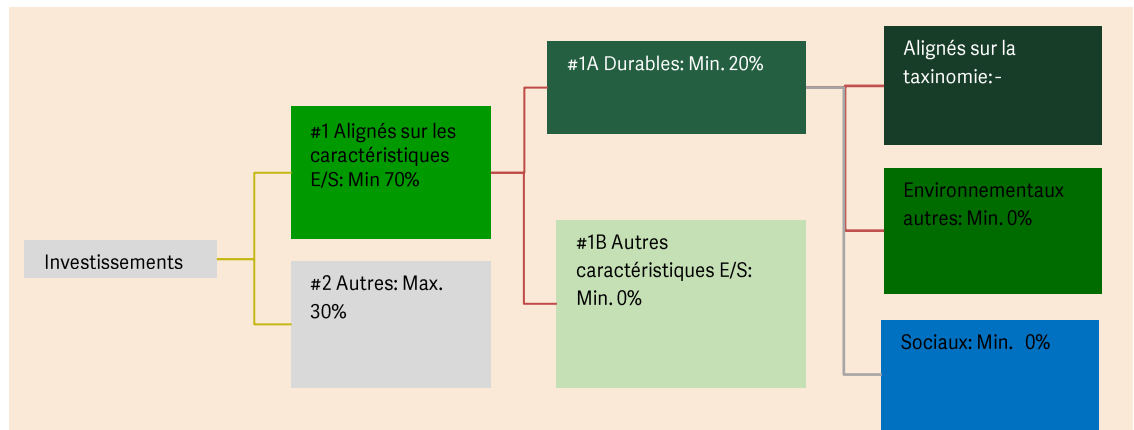 Investissements
#1 Alignés sur les
caractéristiques
E/S: Min 70%
#2 Autres: Max.
30%
#1A Durables: Min. 20%
#1B Autres
caractéristiques E/S:
Min. 0%
Alignés sur la
taxinomie:-
Environnementaux
autres: Min. 0%
Sociaux: Min. 0%